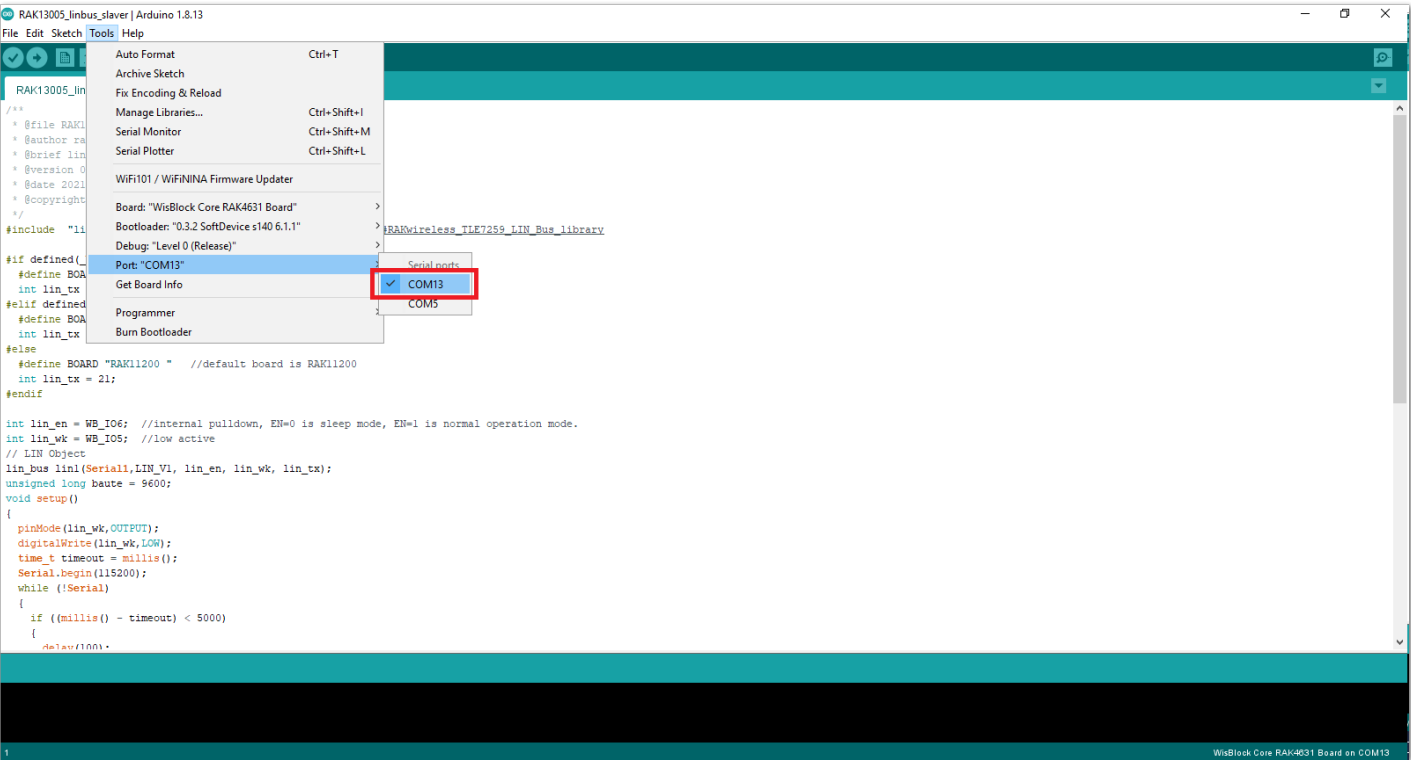 RAK13005_linbus_slaver | Arduino 1.8.13
File Edit Sketch Tools Help
RAK13005_lin
Auto Format Ctrl+T
Archive Sketch
Fix Encoding & Reload
Manage Libraries... Ctrl+Shift+I
Serial Monitor Ctrl+Shift+M
Serial Plotter Ctrl+Shift+L
WiFi101 / WiFiNINA Firmware Updater
Board: "WisBlock Core RAK4631 Board"
Bootloader: "0.3.2 SoftDevice s140 6.1.1"
Debug: "Level 0 (Release)"
Port: "COM13"
Get Board Info
Programmer
Burn Bootloader
Serial ports
COM13
COM5
/**
* @file RAK1
* @author ra
* @brief lin
* @version 0
* @date 2021
* @copyright
*/
#include "li
#RAKwireless_TLE7259_LIN_Bus_library
#if defined(_
#define BOA
int lin_tx
#elif defined
#define BOA
int lin_tx
#else
#define BOARD "RAK11200 " //default board is RAK11200
int lin_tx = 21;
#endif
int lin_en = WB_IO6; //internal pulldown, EN=0 is sleep mode, EN=1 is normal operation mode.
int lin_wk = WB_IO5; //low active
// LIN Object
lin_bus lin1(Serial1,LIN_V1, lin_en, lin_wk, lin_tx);
unsigned long baute = 9600;
void setup()
{
pinMode(lin_wk,OUTPUT);
digitalWrite(lin_wk,LOW);
time_t timeout = millis();
Serial.begin(115200);
while (!Serial)
{
if ((millis() - timeout) < 5000)
{
delay(100);
1
WisBlock Core RAK4631 Board on COM13